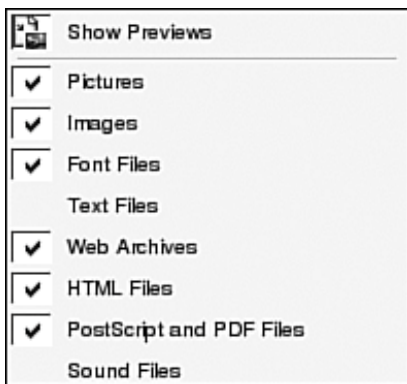 Show Previews
Pictures
Images
Font Files
Text Files
Web Archives
HTML Files
PostScript and PDF Files
Sound Files